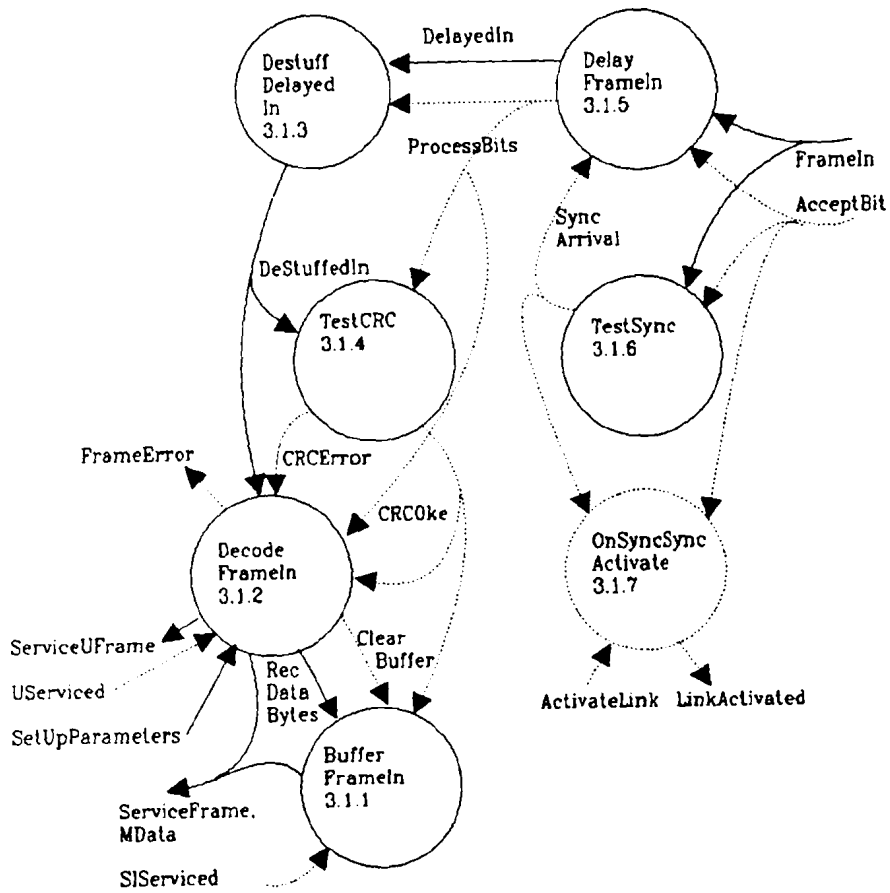 DelayedIn
Destuff
Delayed
In
3.1.3
Delay
FrameIn
3.1.5
ProcessBits
FrameIn
AcceptBit
Sync
Arrival
DeStuffedIn
TestCRC
3.1.4
TestSync
3.1.6
FrameError
CRCError
CRCOke
Decode
FrameIn
3.1.2
OnSyncSync
Activate
3.1.7
ServiceUFrame
UServiced
SetUpParameters
Clear
Buffer
Rec
Data
Bytes
ActivateLink
LinkActivated
Buffer
FrameIn
3.1.1
ServiceFrame,
MData
SIServiced